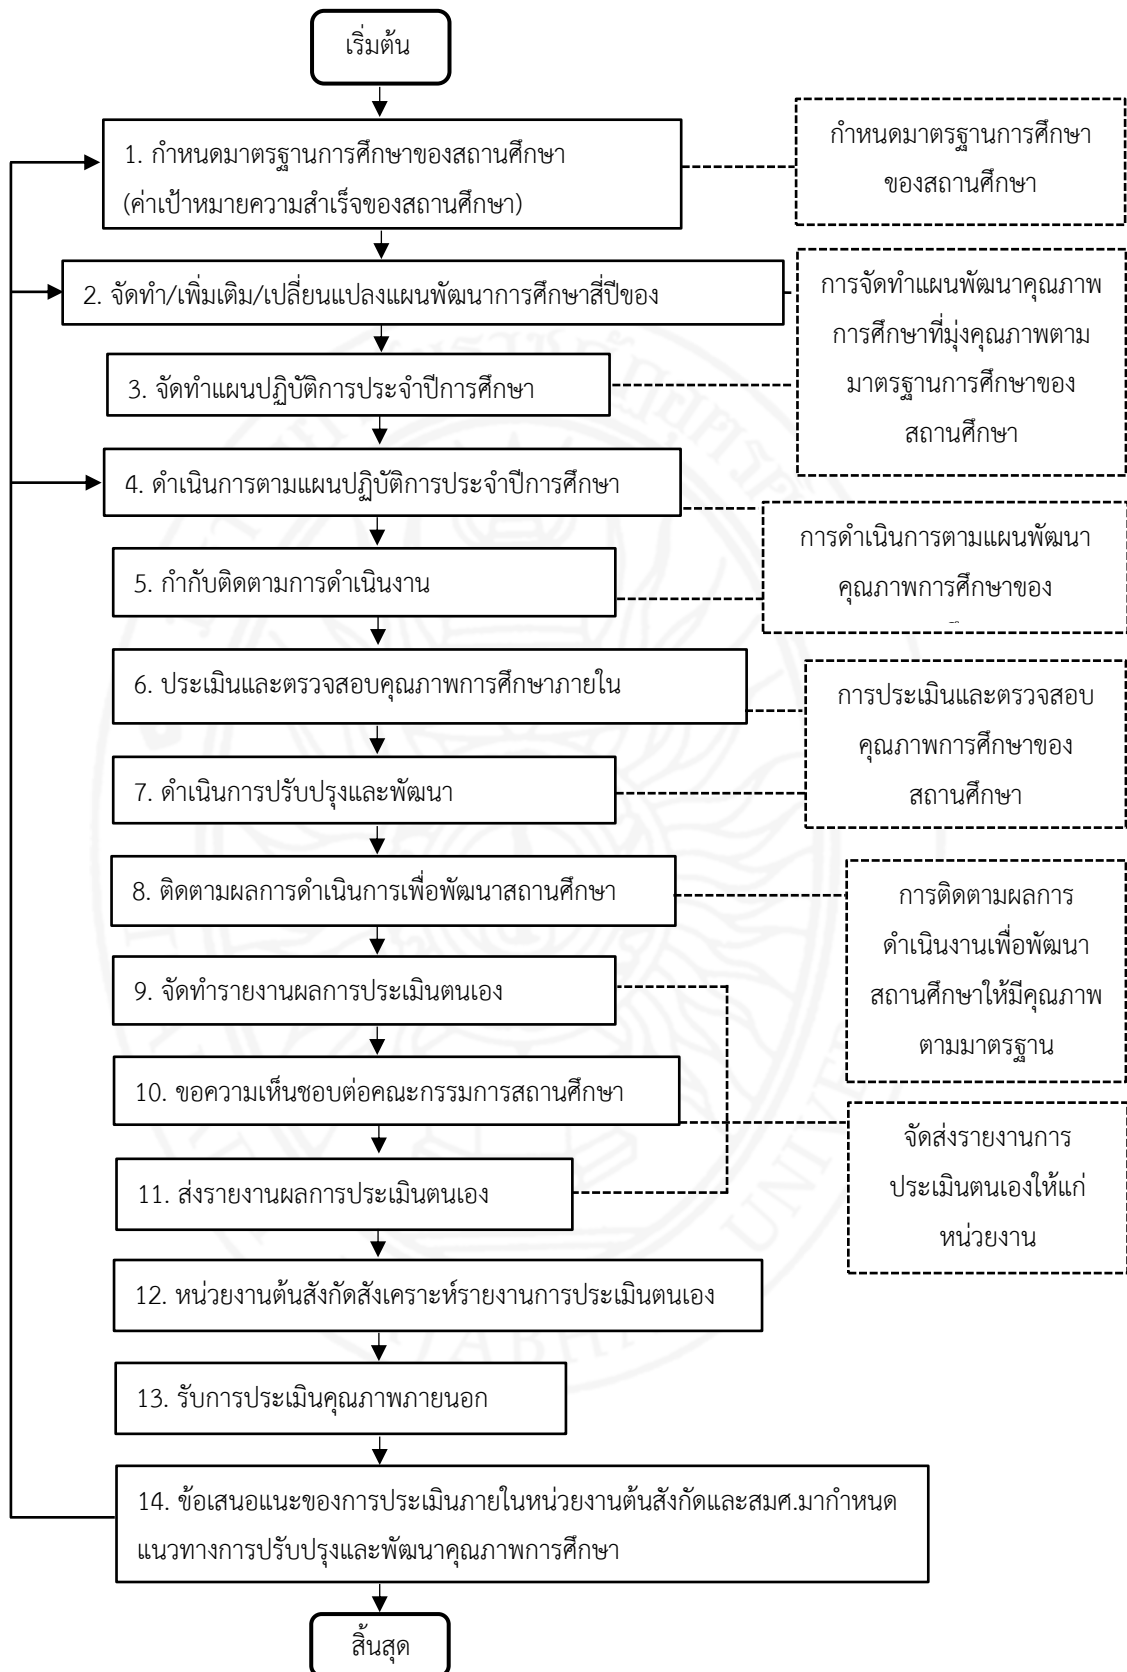 เริ่มต้น
1. กำหนดมาตรฐานการศึกษาของสถานศึกษา
(ค่าเป้าหมายความสำเร็จของสถานศึกษา)
กำหนดมาตรฐานการศึกษา
ของสถานศึกษา
2. จัดทำ/เพิ่มเติม/เปลี่ยนแปลงแผนพัฒนาการศึกษาสี่ปีของ
การจัดทำแผนพัฒนาคุณภาพ
การศึกษาที่มุ่งคุณภาพตาม
มาตรฐานการศึกษาของ
สถานศึกษา
3. จัดทำแผนปฏิบัติการประจำปีการศึกษา
4. ดำเนินการตามแผนปฏิบัติการประจำปีการศึกษา
การดำเนินการตามแผนพัฒนา
คุณภาพการศึกษาของ
5. กำกับติดตามการดำเนินงาน
6. ประเมินและตรวจสอบคุณภาพการศึกษาภายใน
การประเมินและตรวจสอบ
คุณภาพการศึกษาของ
สถานศึกษา
7. ดำเนินการปรับปรุงและพัฒนา
8. ติดตามผลการดำเนินการเพื่อพัฒนาสถานศึกษา
การติดตามผลการ
ดำเนินงานเพื่อพัฒนา
สถานศึกษาให้มีคุณภาพ
ตามมาตรฐาน
9. จัดทำรายงานผลการประเมินตนเอง
10. ขอความเห็นชอบต่อคณะกรรมการสถานศึกษา
จัดส่งรายงานการ
ประเมินตนเองให้แก่
หน่วยงาน
11. ส่งรายงานผลการประเมินตนเอง
12. หน่วยงานต้นสังกัดสังเคราะห์รายงานการประเมินตนเอง
13. รับการประเมินคุณภาพภายนอก
14. ข้อเสนอแนะของการประเมินภายในหน่วยงานต้นสังกัดและสมศ.มากำหนด
แนวทางการปรับปรุงและพัฒนาคุณภาพการศึกษา
สิ้นสุด